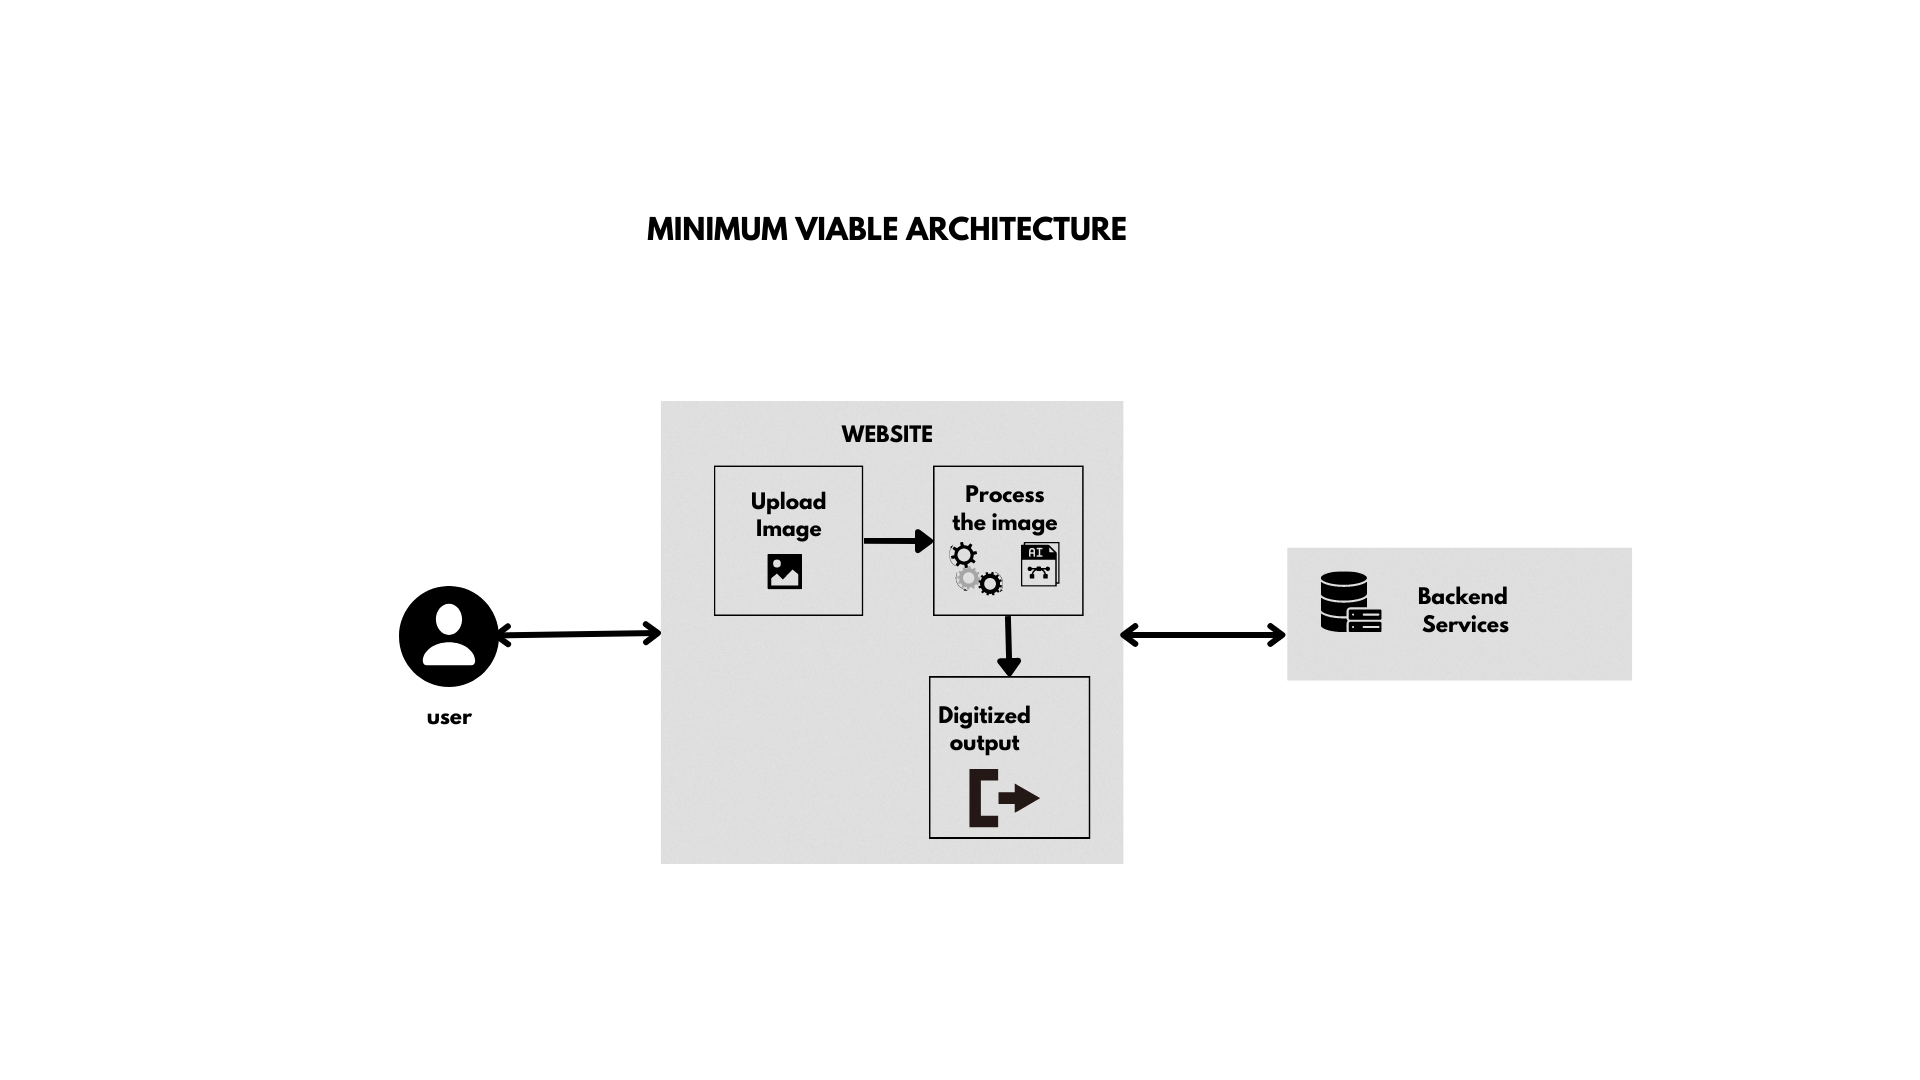 MINIMUM VIABLE ARCHITECTURE
WEBSITE
Upload
Image
Process
the image
AI
Digitized
output
user
Backend
Services